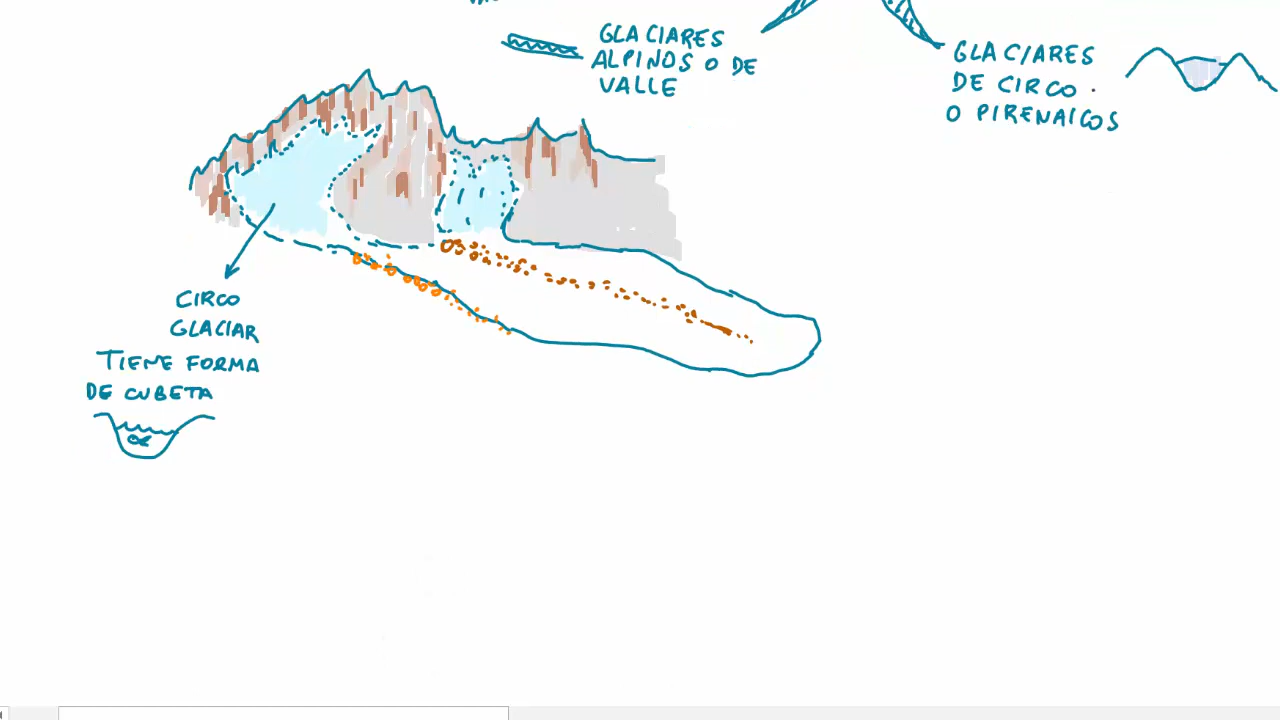 GLACIARES
ALPINOS O DE
VALLE
GLACIARES
DE CIRCO
O PIRENAICOS
CIRCO
GLACIAR
TIENE FORMA
DE CUBETA